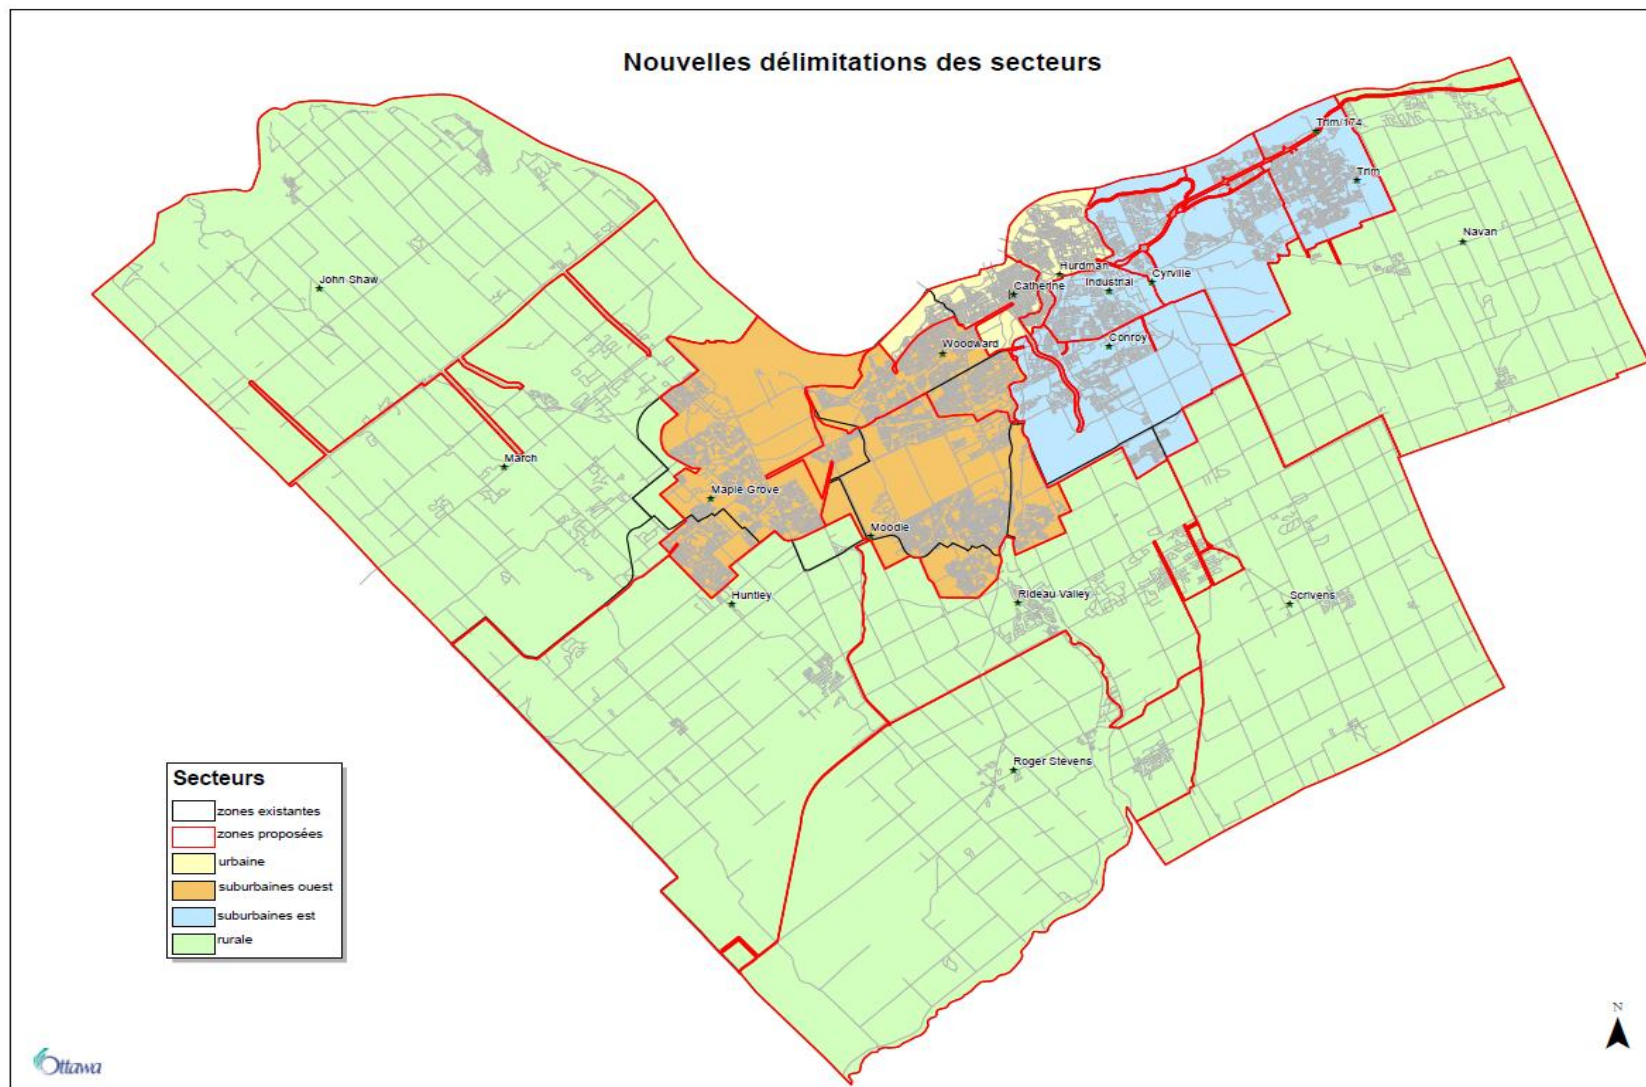 Nouvelles délimitations des secteurs
Trim/174
Trim
Navan
John Shaw
Hurdman
Cyrville
Industrial
Catherine
Woodward
Conroy
March
Maple Grove
Moodie
Huntley
Rideau Valley
Scrivens
Roger Stevens
Secteurs
zones existantes
zones proposées
urbaine
suburbaines ouest
suburbaines est
rurale
N
Ottawa